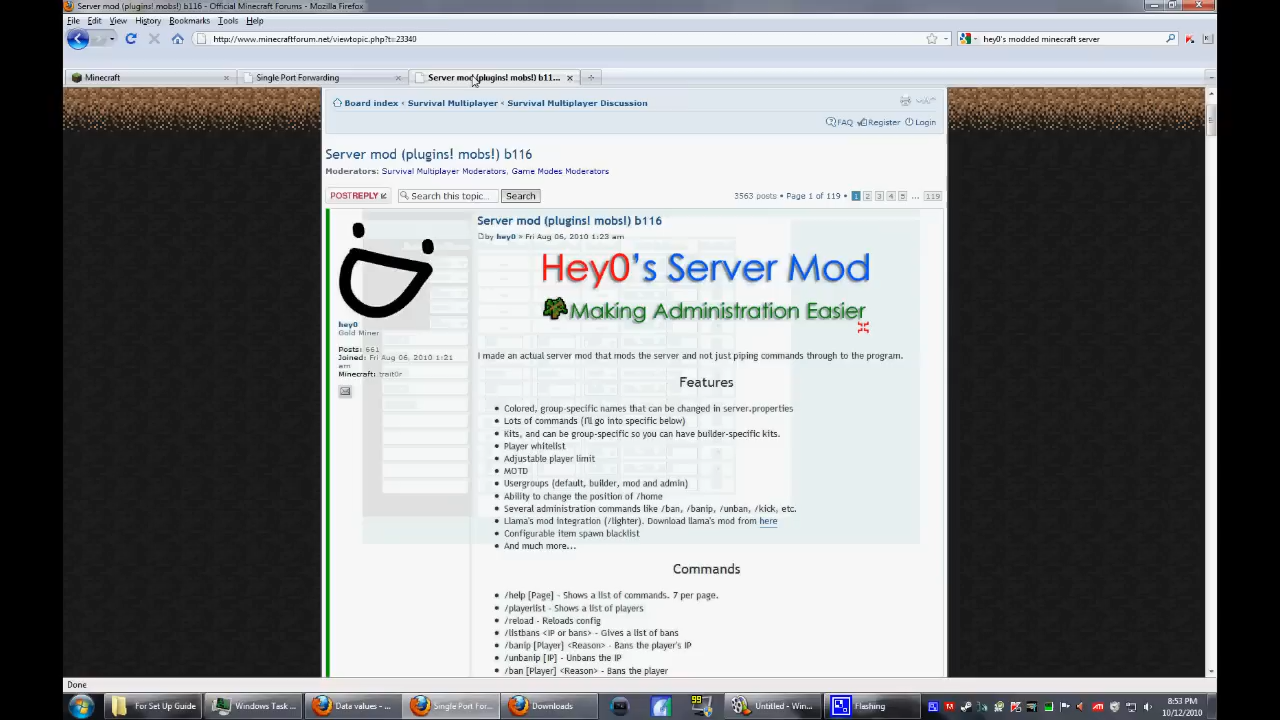 Server mod (plugins! mobs!) b116 - Official Minecraft Forums - Mozilla Firefox
File Edit View History Bookmarks Tools Help
http://www.minecraftforum.net/viewtopic.php?t=23340
hey0's modded minecraft server
Minecraft
Single Port Forwarding
Server mod (plugins! mobs!) b11...
Board index ‹ Survival Multiplayer ‹ Survival Multiplayer Discussion
FAQ Register Login
Server mod (plugins! mobs!) b116
Moderators: Survival Multiplayer Moderators, Game Modes Moderators
POSTREPLY Search this topic... Search
3563 posts • Page 1 of 119 • 1 2 3 4 5 ... 119
Server mod (plugins! mobs!) b116
by hey0 » Fri Aug 06, 2010 1:23 am
Hey0's Server Mod
Making Administration Easier
hey0
Gold Miner
Posts: 661
Joined: Fri Aug 06, 2010 1:21
am
Minecraft: trait0r
I made an actual server mod that mods the server and not just piping commands through to the program.
Features
• Colored, group-specific names that can be changed in server.properties
• Lots of commands (I'll go into specific below)
• Kits, and can be group-specific so you can have builder-specific kits.
• Player whitelist
• Adjustable player limit
• MOTD
• Usergroups (default, builder, mod and admin)
• Ability to change the position of /home
• Several administration commands like /ban, /banip, /unban, /kick, etc.
• Llama's mod integration (/lighter). Download llama's mod from here
• Configurable item spawn blacklist
• And much more...
Commands
• /help [Page] - Shows a list of commands. 7 per page.
• /playerlist - Shows a list of players
• /reload - Reloads config
• /listbans <IP or bans> - Gives a list of bans
• /banip [Player] <Reason> - Bans the player's IP
• /unbanip [IP] - Unbans the IP
• /ban [Player] <Reason> - Bans the player
Done
For Set Up Guide
Windows Task ...
Data values - ...
Single Port For...
Downloads
99
Untitled - Win...
Flashing
8:53 PM
10/12/2010